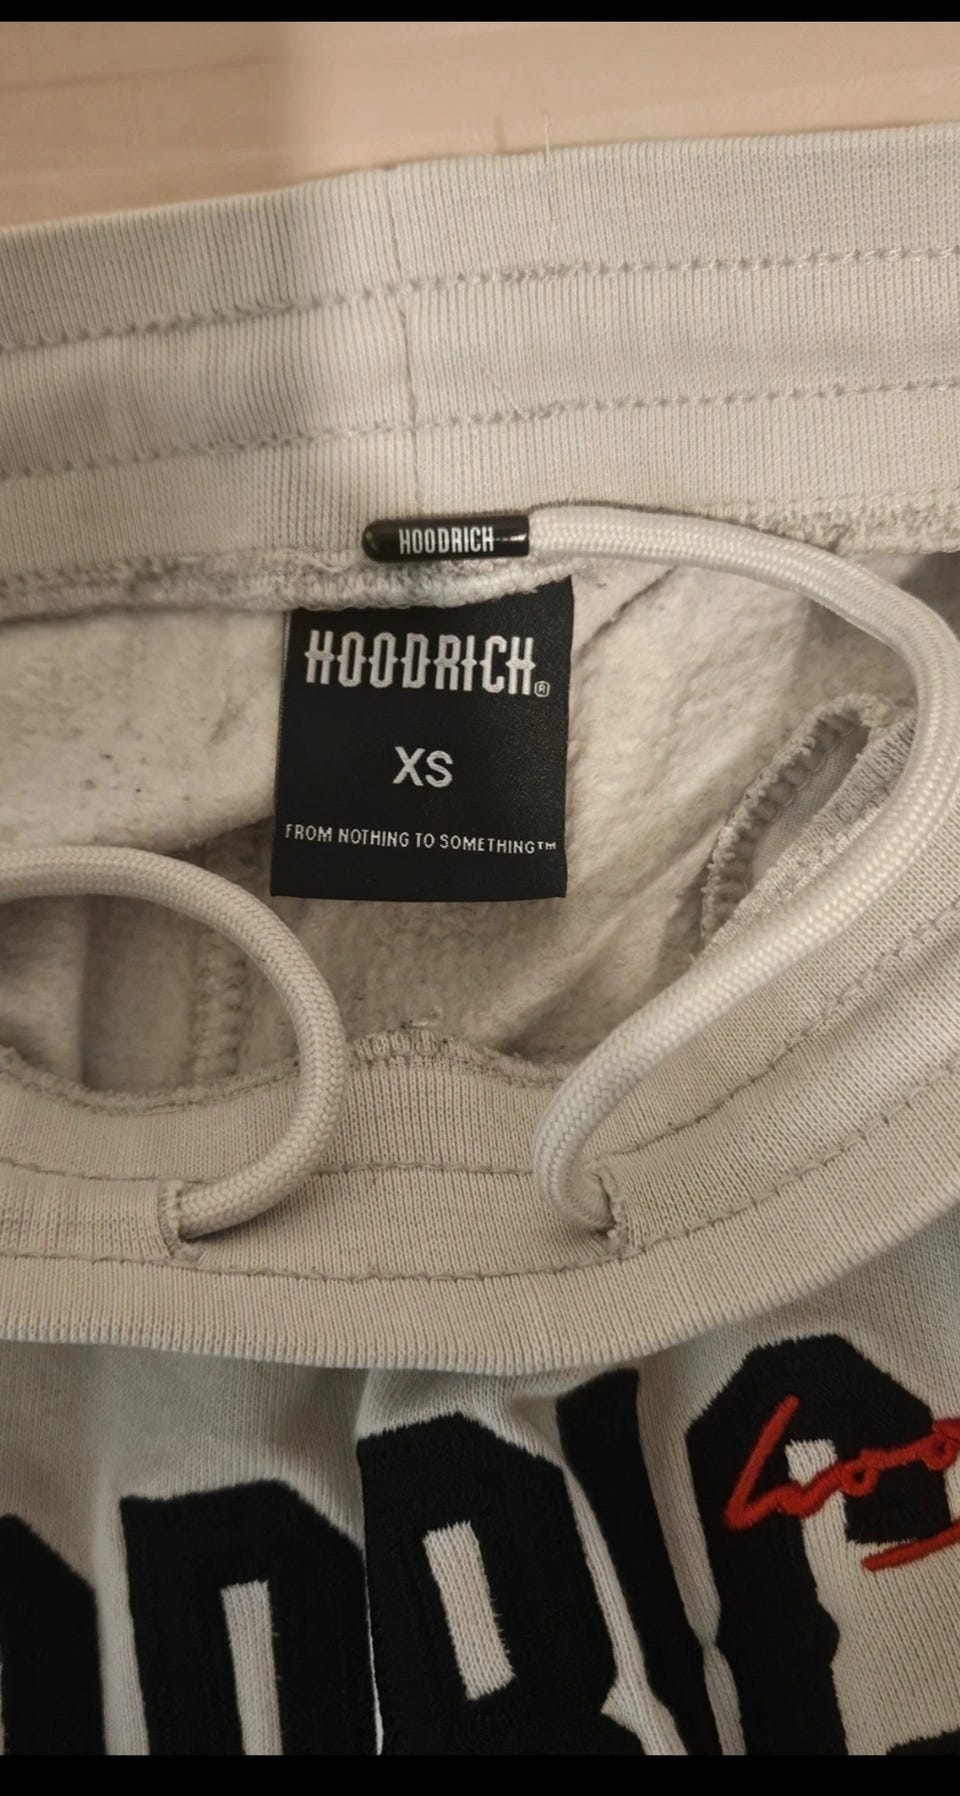 HOODRICH
HOODRICH®
XS
FROM NOTHING TO SOMETHING™